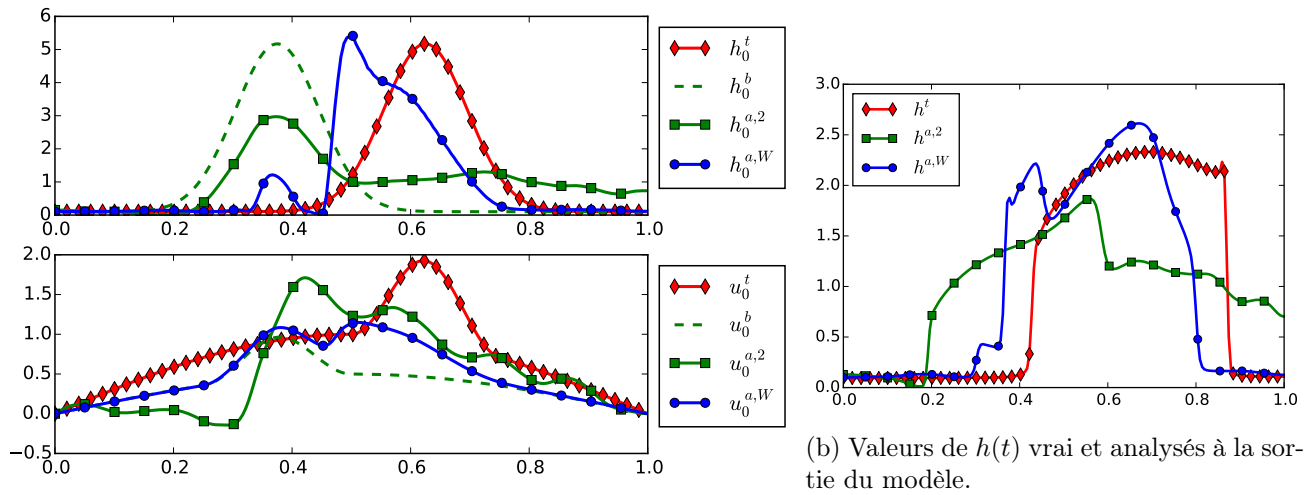 6
5
4
3
2
1
0
0.0 0.2 0.4 0.6 0.8 1.0
$h_0^t$
$h_0^b$
$h_0^{a,2}$
$h_0^{a,W}$
2.0
1.5
1.0
0.5
0.0
−0.5
0.0 0.2 0.4 0.6 0.8 1.0
$u_0^t$
$u_0^b$
$u_0^{a,2}$
$u_0^{a,W}$
3.0
2.5
2.0
1.5
1.0
0.5
0.0
0.0 0.2 0.4 0.6 0.8 1.0
$h^t$
$h^{a,2}$
$h^{a,W}$
(b) Valeurs de $h(t)$ vrai et analysés à la sor-
tie du modèle.